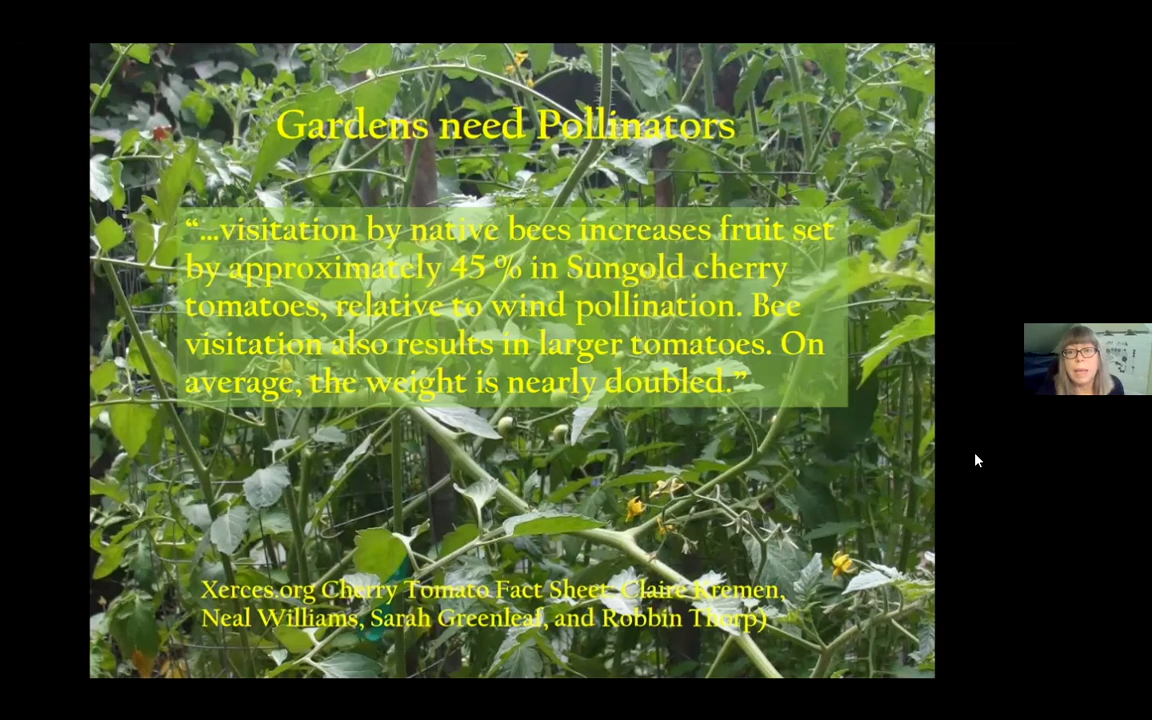 Gardens need Pollinators
“...visitation by native bees increases fruit set
by approximately 45 % in Sungold cherry
tomatoes, relative to wind pollination. Bee
visitation also results in larger tomatoes. On
average, the weight is nearly doubled.”
Xerces.org Cherry Tomato Fact Sheet: Claire Kremen,
Neal Williams, Sarah Greenleaf, and Robbin Thorp)